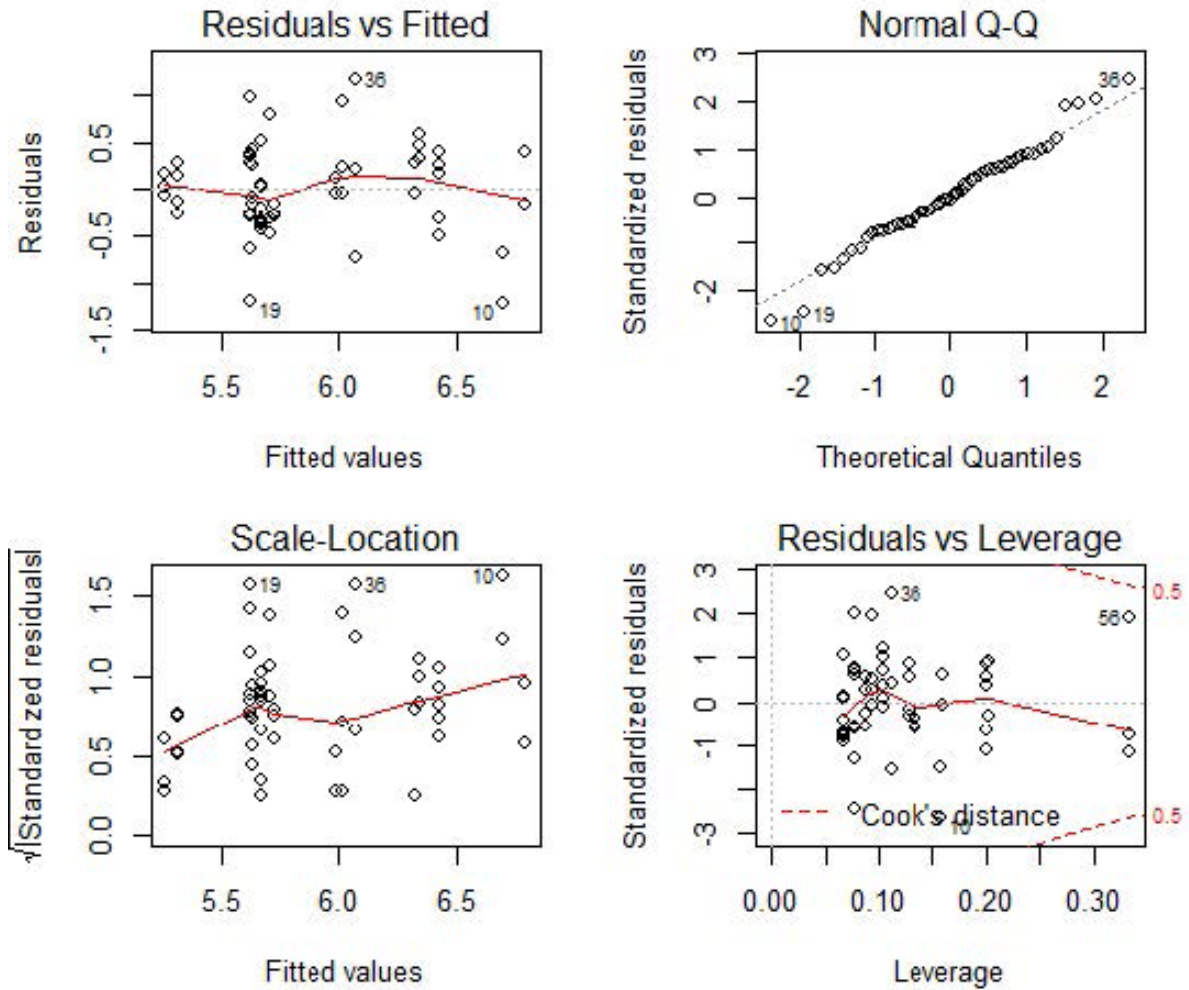 Residuals vs Fitted
Residuals
0.5
-0.5
-1.5
36
19
10
5.5 6.0 6.5
Fitted values
Normal Q-Q
Standardized residuals
3
2
1
0
-2
36
10
19
-2 -1 0 1 2
Theoretical Quantiles
Scale-Location
√|Standardized residuals|
1.5
1.0
0.5
0.0
19
36
10
5.5 6.0 6.5
Fitted values
Residuals vs Leverage
Standardized residuals
3
2
1
0
-1
-3
36
56
10
0.5
0.5
Cook's distance
0.00 0.10 0.20 0.30
Leverage